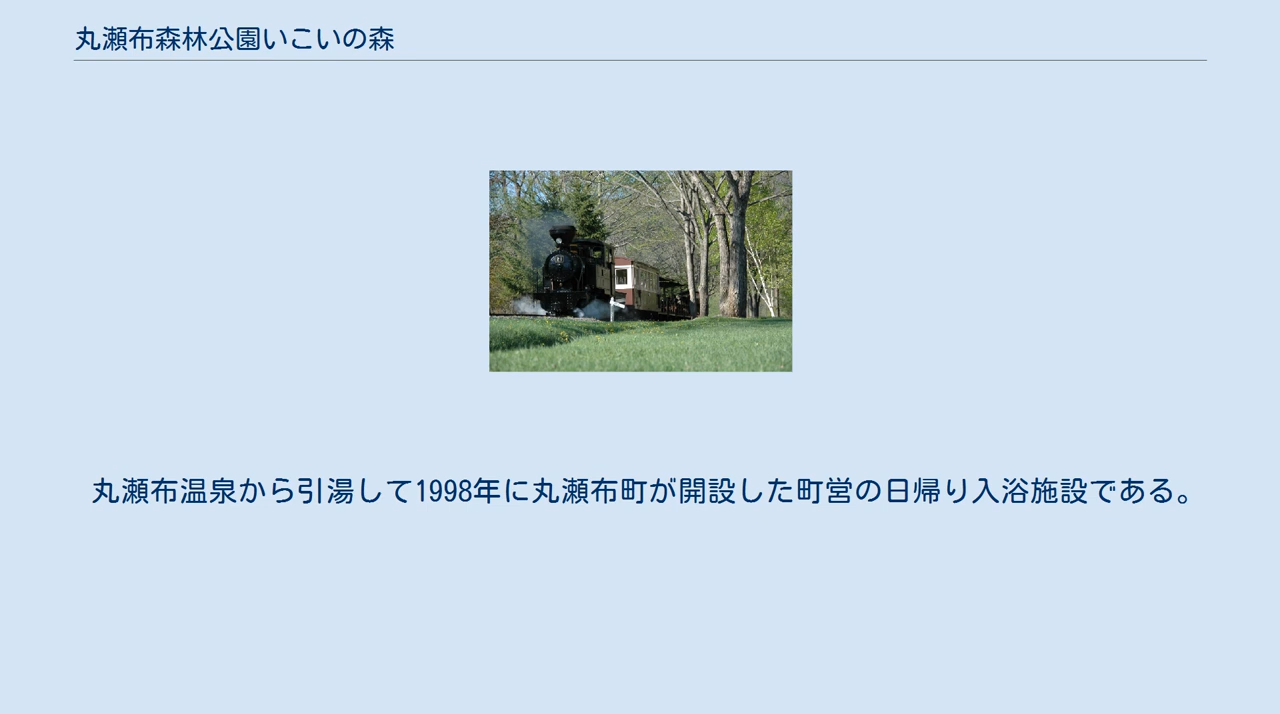 丸瀬布森林公園いこいの森
丸瀬布温泉から引湯して1998年に丸瀬布町が開設した町営の日帰り入浴施設である。